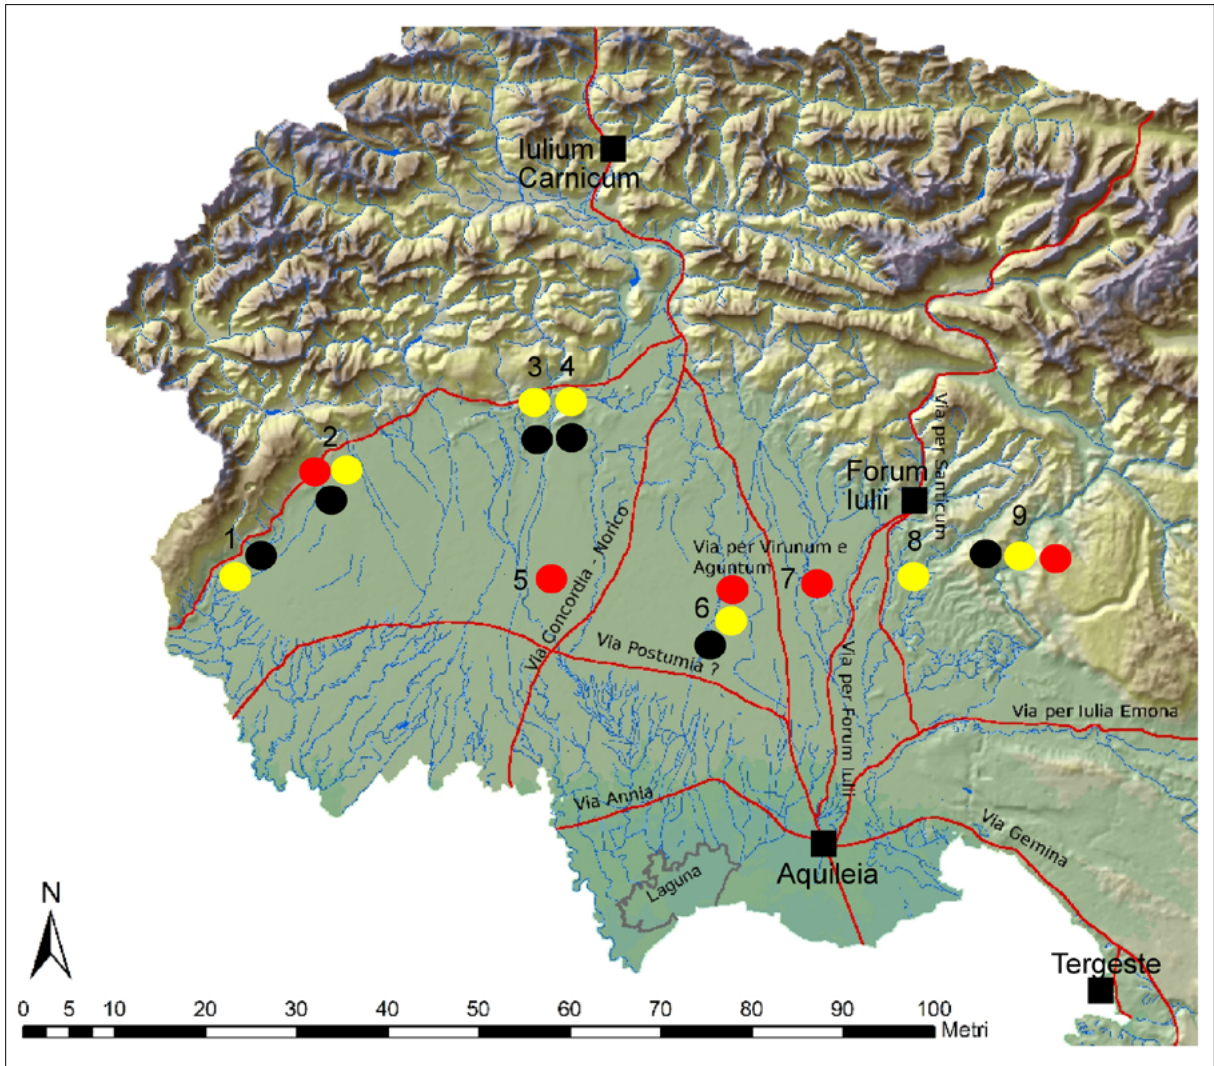 Iulium
Carnicum
3 4
2
Via per Santicum
Forum
Iulii
1
9
8
Via per Virunum e
Aguntum
5
7
Via Concordia - Norico
6
Via Postumia ?
Via per Forum Iulii
Via per Iulia Emona
Via Annia
Via Gemina
Aquileia
Laguna
N
Tergeste
0 5 10 20 30 40 50 60 70 80 90 100
Metri